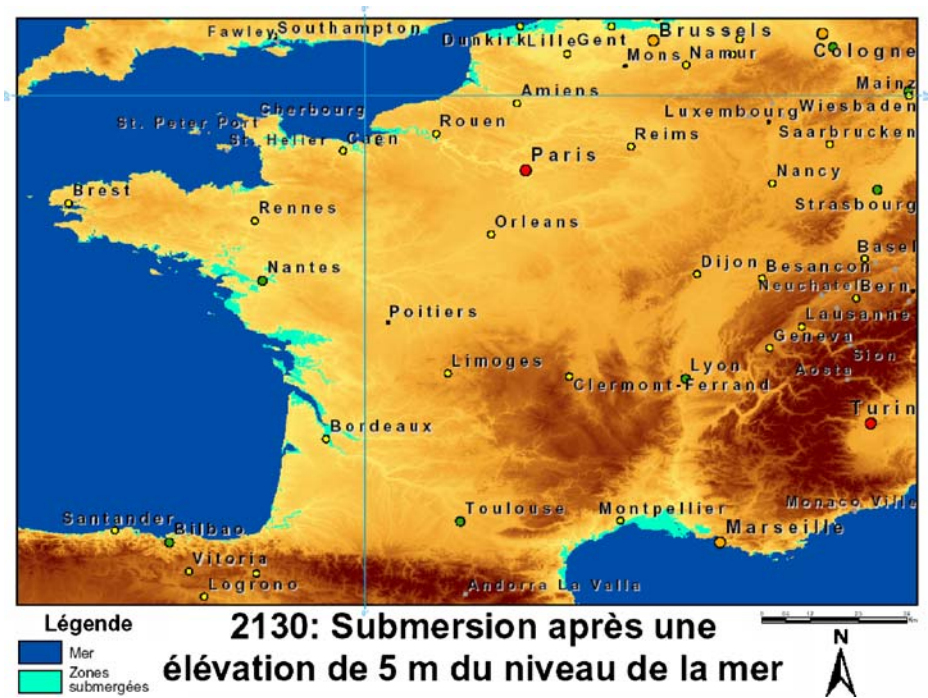 Fawley Southampton
Dunkirk Lille Gent Brussels
Mons Namur Cologne
Mainz
Amiens
Cherbourg Luxembourg Wiesbaden
St. Peter Port Rouen Reims Saarbrucken
St. Helier Caen
Paris
Nancy
Brest
Rennes Strasbourg
Orleans
Basel
Nantes Dijon Besancon
Neuchatel Bern
Poitiers Lausanne
Geneva
Limoges Lyon Sion
Clermont-Ferrand Aosta
Turin
Bordeaux
Monaco Ville
Santander Toulouse Montpellier
Bilbao Marseille
Vitoria
Logrono Andorra La Valla
Légende
Mer
Zones
submergées
2130: Submersion après une
élévation de 5 m du niveau de la mer
N